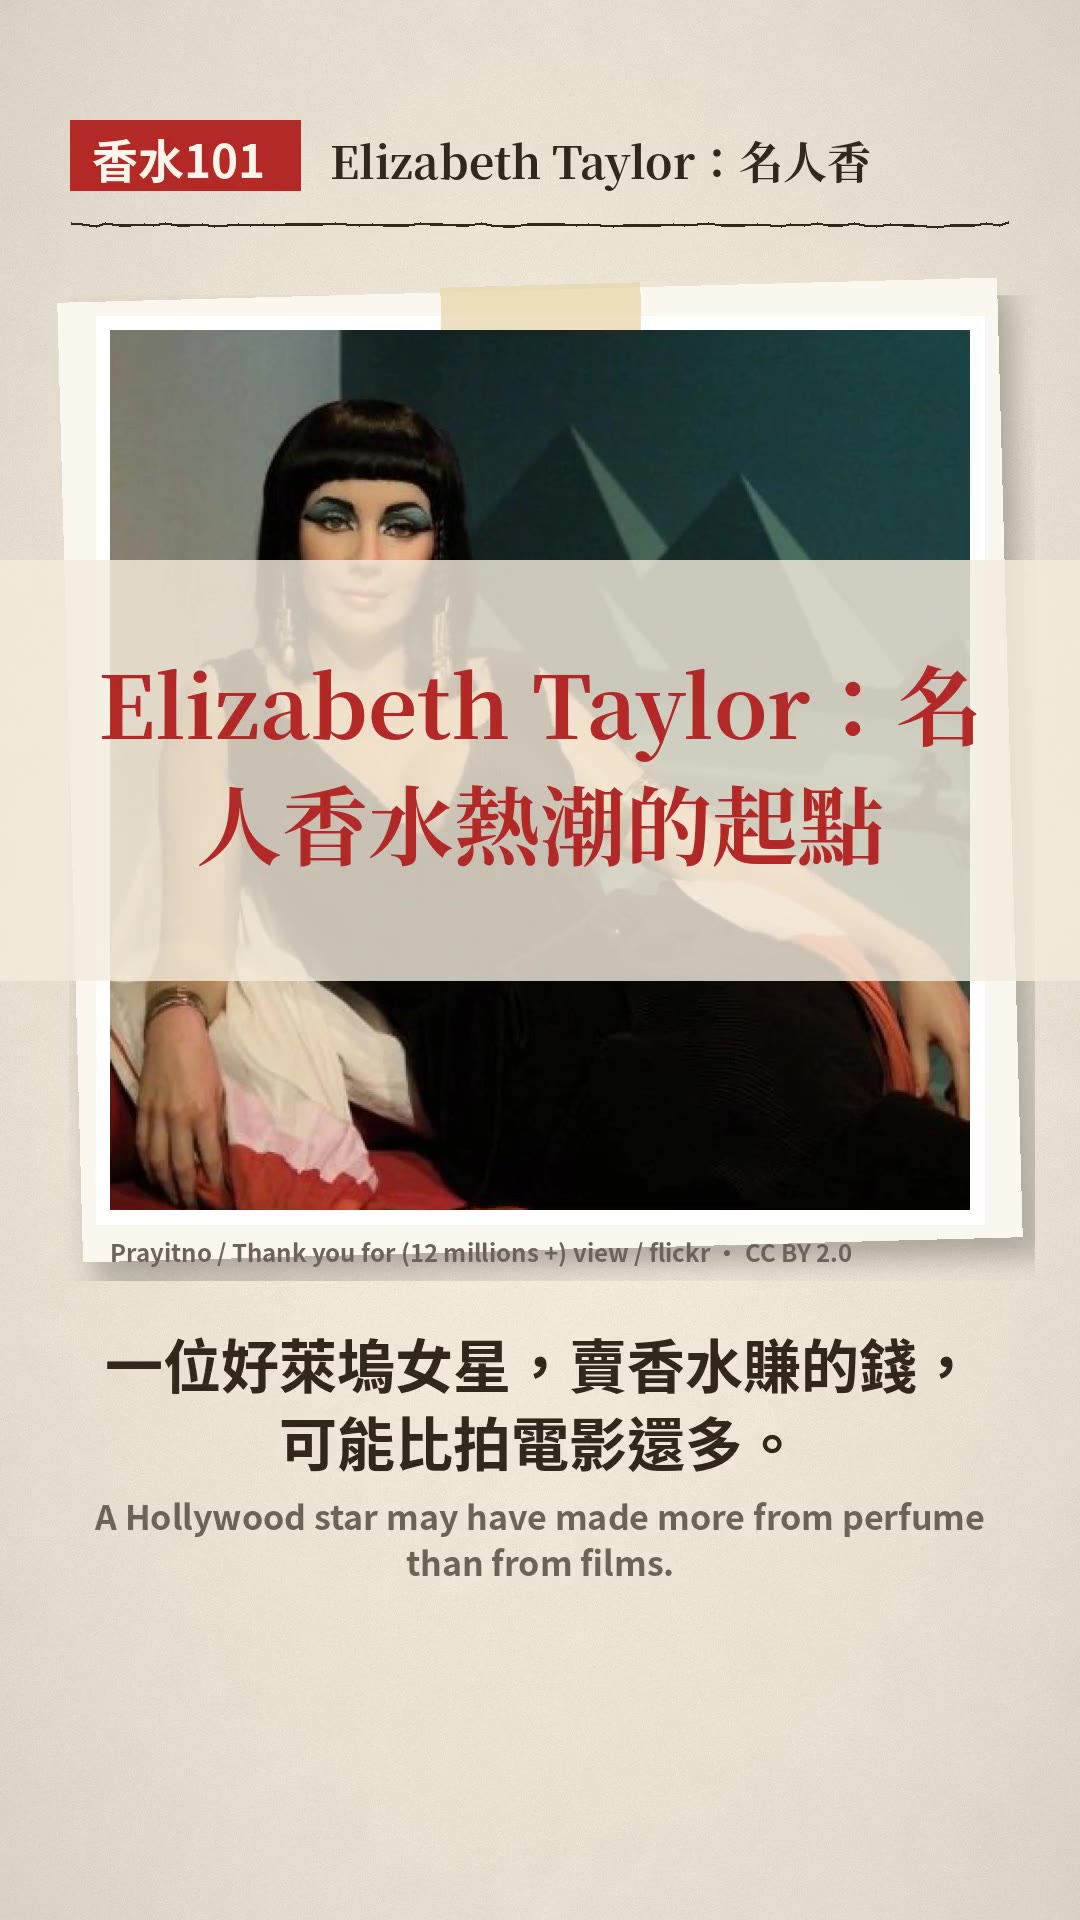 香水101
Elizabeth Taylor：名人香
Elizabeth Taylor：名
人香水熱潮的起點
Prayitno / Thank you for (12 millions +) view / flickr · CC BY 2.0
一位好萊塢女星，賣香水賺的錢，
可能比拍電影還多。
A Hollywood star may have made more from perfume
than from films.